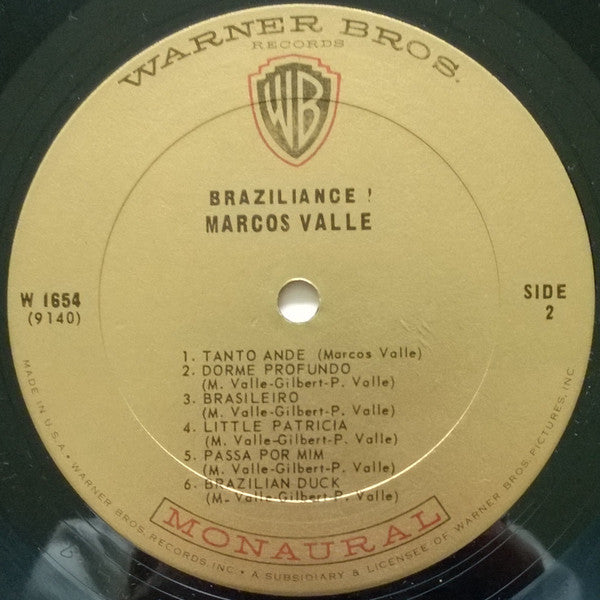 WARNER BROS.
RECORDS
WB
BRAZILIANCE !
MARCOS VALLE
W 1654
(9140)
SIDE
2
1. TANTO ANDE (Marcos Valle)
2. DORME PROFUNDO
(M. Valle-Gilbert-P. Valle)
3. BRASILEIRO
(M. Valle-Gilbert-P. Valle)
4. LITTLE PATRICIA
(M. Valle-Gilbert-P. Valle)
5. PASSA POR MIM
(M. Valle-Gilbert-P. Valle)
6. BRAZILIAN DUCK
(M. Valle-Gilbert-P. Valle)
MONAURAL
MADE IN U.S.A. • WARNER BROS. RECORDS INC. • A SUBSIDIARY & LICENSEE OF WARNER BROS. PICTURES, INC.